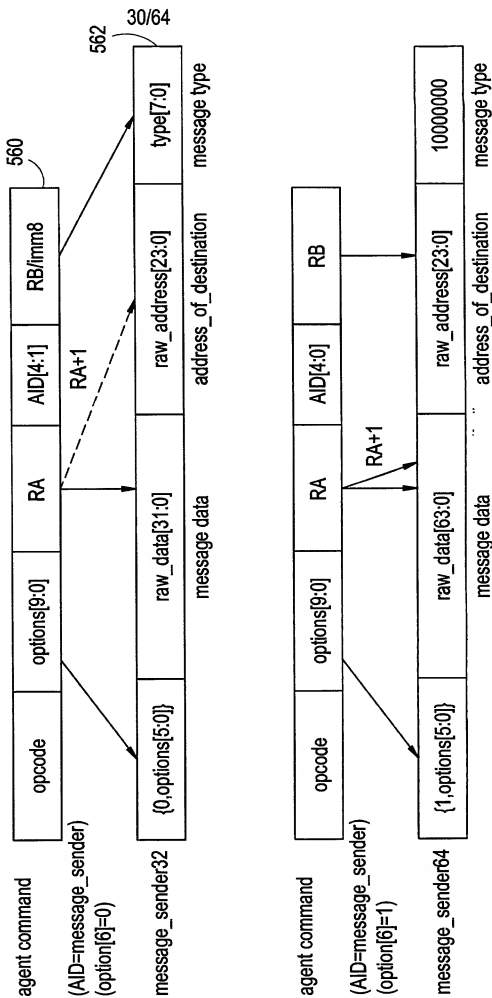 560
agent command opcode options[9:0] RA AID[4:1] RB/imm8
(AID=message_sender)
(option[6]=0)
RA+1
562
30/64
message_sender32 {0,options[5:0]} raw_data[31:0] raw_address[23:0] type[7:0]
message data address_of_destination message type
agent command opcode options[9:0] RA AID[4:0] RB
(AID=message_sender)
(option[6]=1)
RA+1
message_sender64 {1,options[5:0]} raw_data[63:0] raw_address[23:0] 10000000
message data address_of_destination message type